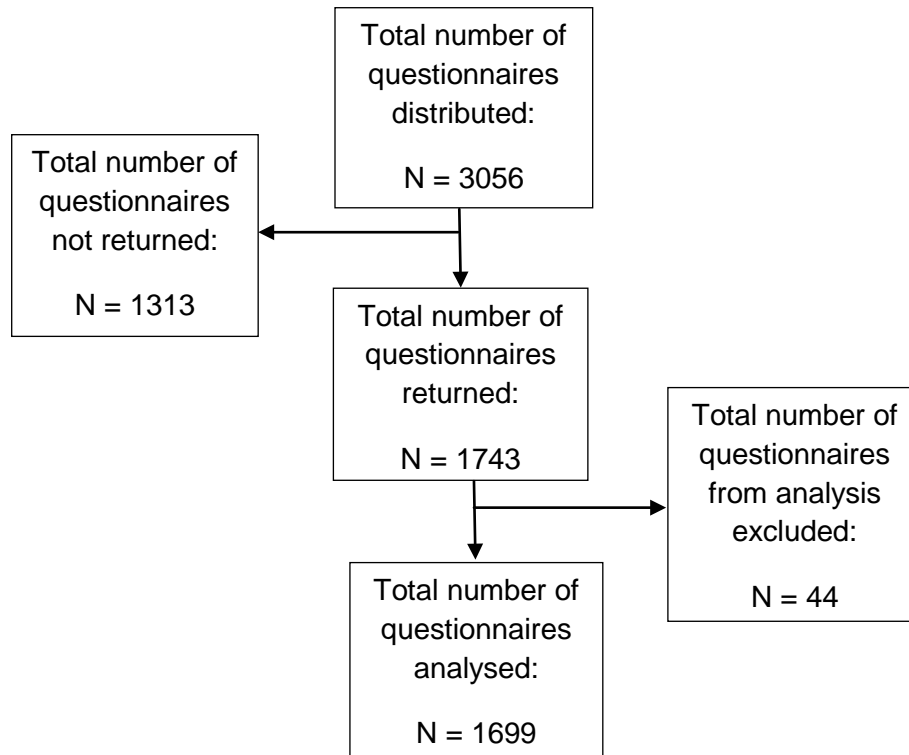 Total number of
questionnaires
distributed:
N = 3056
Total number of
questionnaires
not returned:
N = 1313
Total number of
questionnaires
returned:
N = 1743
Total number of
questionnaires
from analysis
excluded:
N = 44
Total number of
questionnaires
analysed:
N = 1699